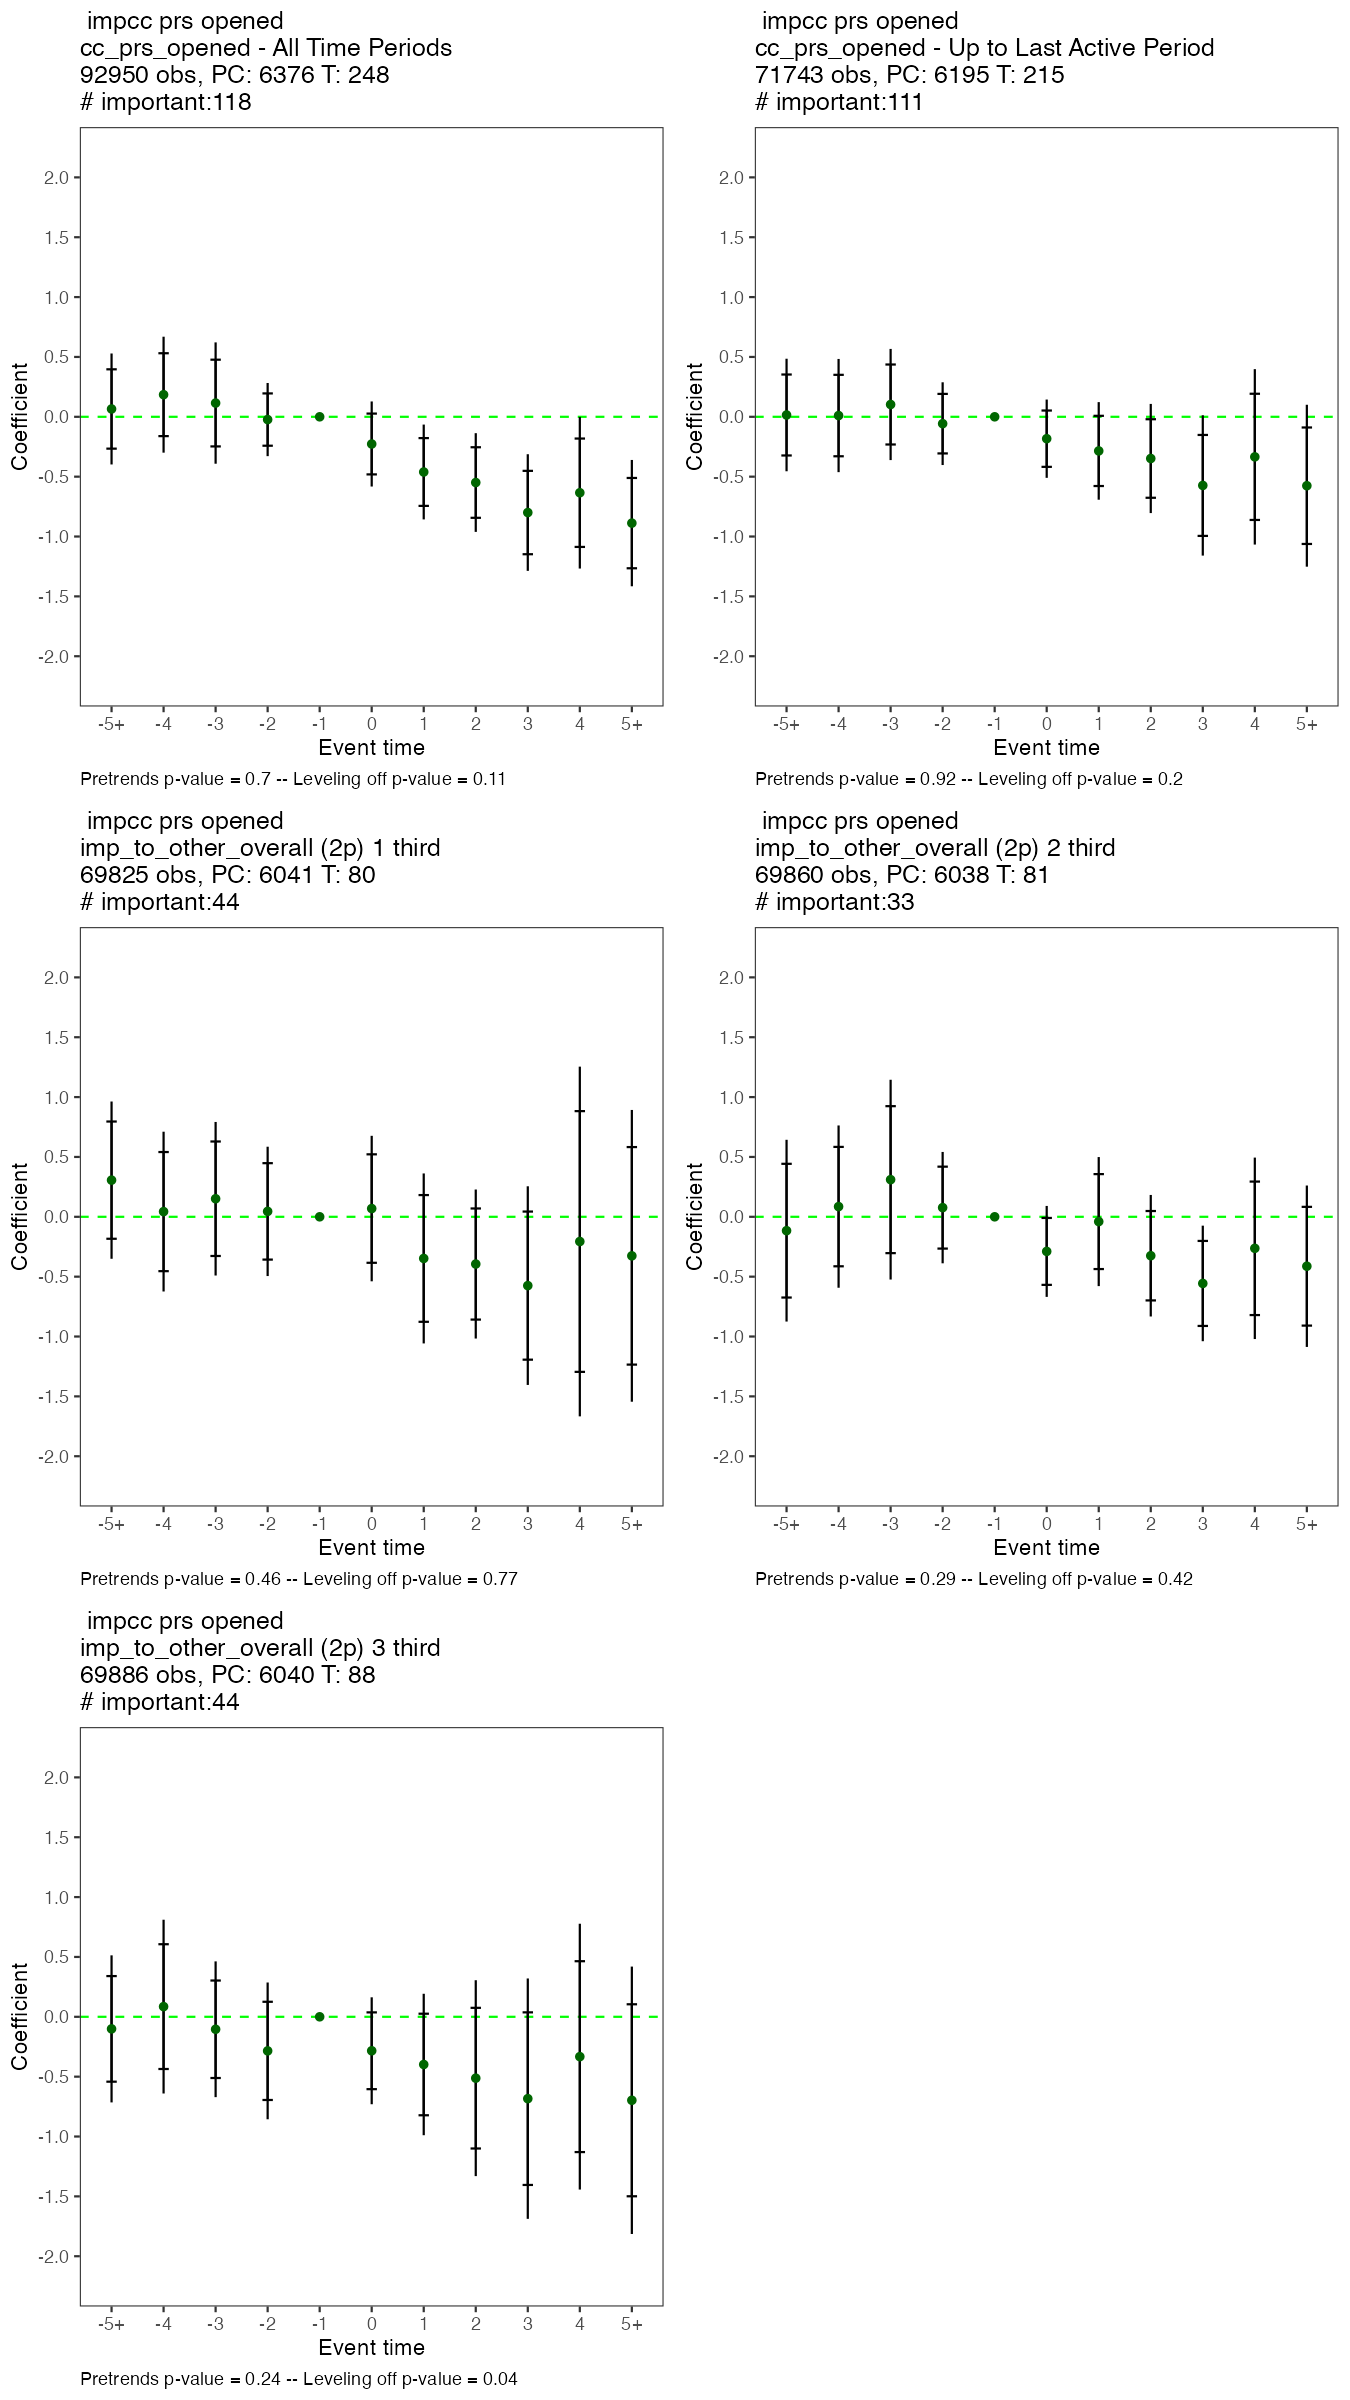 impcc prs opened
cc_prs_opened - All Time Periods
92950 obs, PC: 6376 T: 248
# important:118
2.0
1.5
1.0
0.5
0.0
-0.5
-1.0
-1.5
-2.0
Coefficient
-5+ -4 -3 -2 -1 0 1 2 3 4 5+
Event time
Pretrends p-value = 0.7 -- Leveling off p-value = 0.11
impcc prs opened
cc_prs_opened - Up to Last Active Period
71743 obs, PC: 6195 T: 215
# important:111
2.0
1.5
1.0
0.5
0.0
-0.5
-1.0
-1.5
-2.0
Coefficient
-5+ -4 -3 -2 -1 0 1 2 3 4 5+
Event time
Pretrends p-value = 0.92 -- Leveling off p-value = 0.2
impcc prs opened
imp_to_other_overall (2p) 1 third
69825 obs, PC: 6041 T: 80
# important:44
2.0
1.5
1.0
0.5
0.0
-0.5
-1.0
-1.5
-2.0
Coefficient
-5+ -4 -3 -2 -1 0 1 2 3 4 5+
Event time
Pretrends p-value = 0.46 -- Leveling off p-value = 0.77
impcc prs opened
imp_to_other_overall (2p) 2 third
69860 obs, PC: 6038 T: 81
# important:33
2.0
1.5
1.0
0.5
0.0
-0.5
-1.0
-1.5
-2.0
Coefficient
-5+ -4 -3 -2 -1 0 1 2 3 4 5+
Event time
Pretrends p-value = 0.29 -- Leveling off p-value = 0.42
impcc prs opened
imp_to_other_overall (2p) 3 third
69886 obs, PC: 6040 T: 88
# important:44
2.0
1.5
1.0
0.5
0.0
-0.5
-1.0
-1.5
-2.0
Coefficient
-5+ -4 -3 -2 -1 0 1 2 3 4 5+
Event time
Pretrends p-value = 0.24 -- Leveling off p-value = 0.04